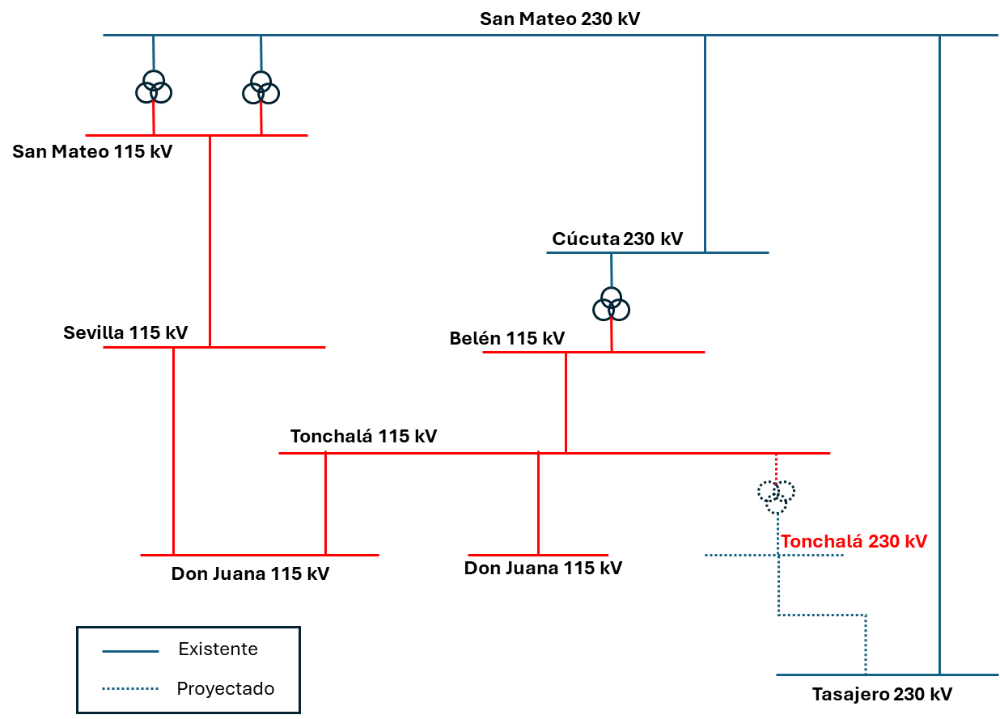 San Mateo 230 kV
San Mateo 115 kV
Cúcuta 230 kV
Sevilla 115 kV
Belén 115 kV
Tonchalá 115 kV
Tonchalá 230 kV
Don Juana 115 kV
Don Juana 115 kV
Existente
Proyectado
Tasajero 230 kV